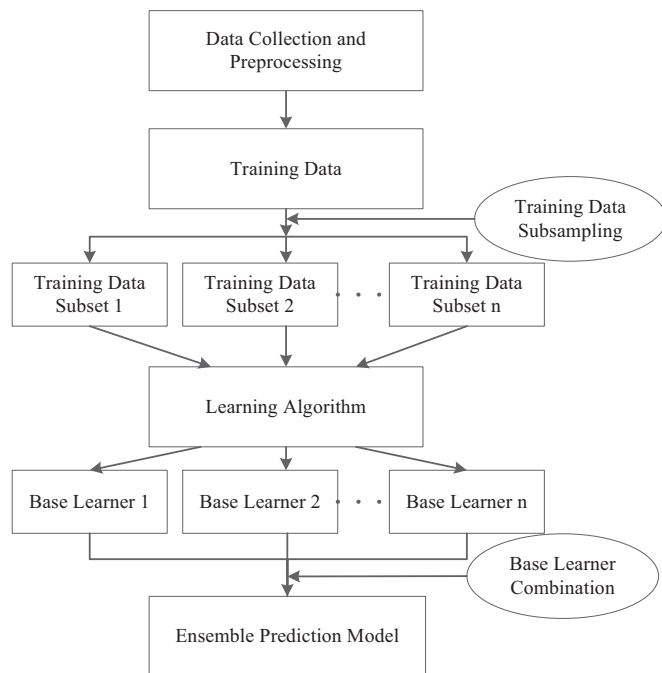 Data Collection and
Preprocessing
Training Data
Training Data
Subsampling
Training Data
Subset 1
Training Data
Subset 2
. . .
Training Data
Subset n
Learning Algorithm
Base Learner 1
Base Learner 2
. . .
Base Learner n
Base Learner
Combination
Ensemble Prediction Model